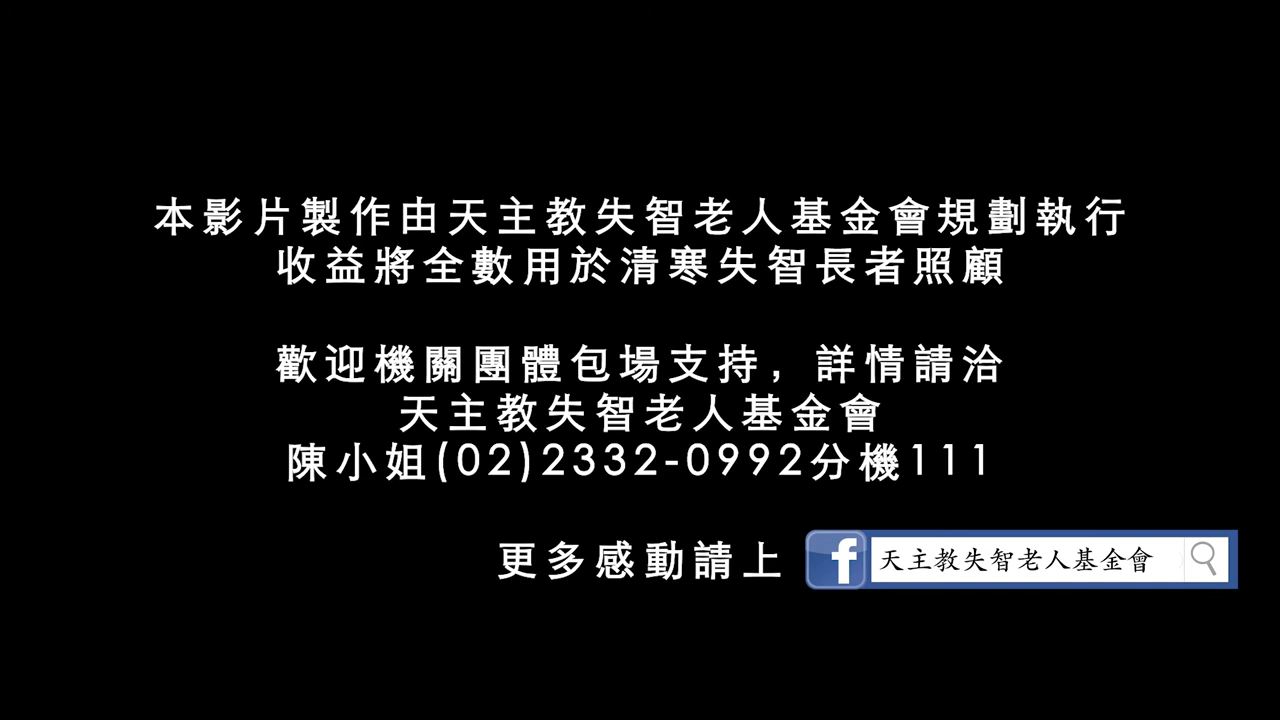 本影片製作由天主教失智老人基金會規劃執行
收益將全數用於清寒失智長者照顧
歡迎機關團體包場支持，詳情請洽
天主教失智老人基金會
陳小姐(02)2332-0992分機111
更多感動請上 f 天主教失智老人基金會